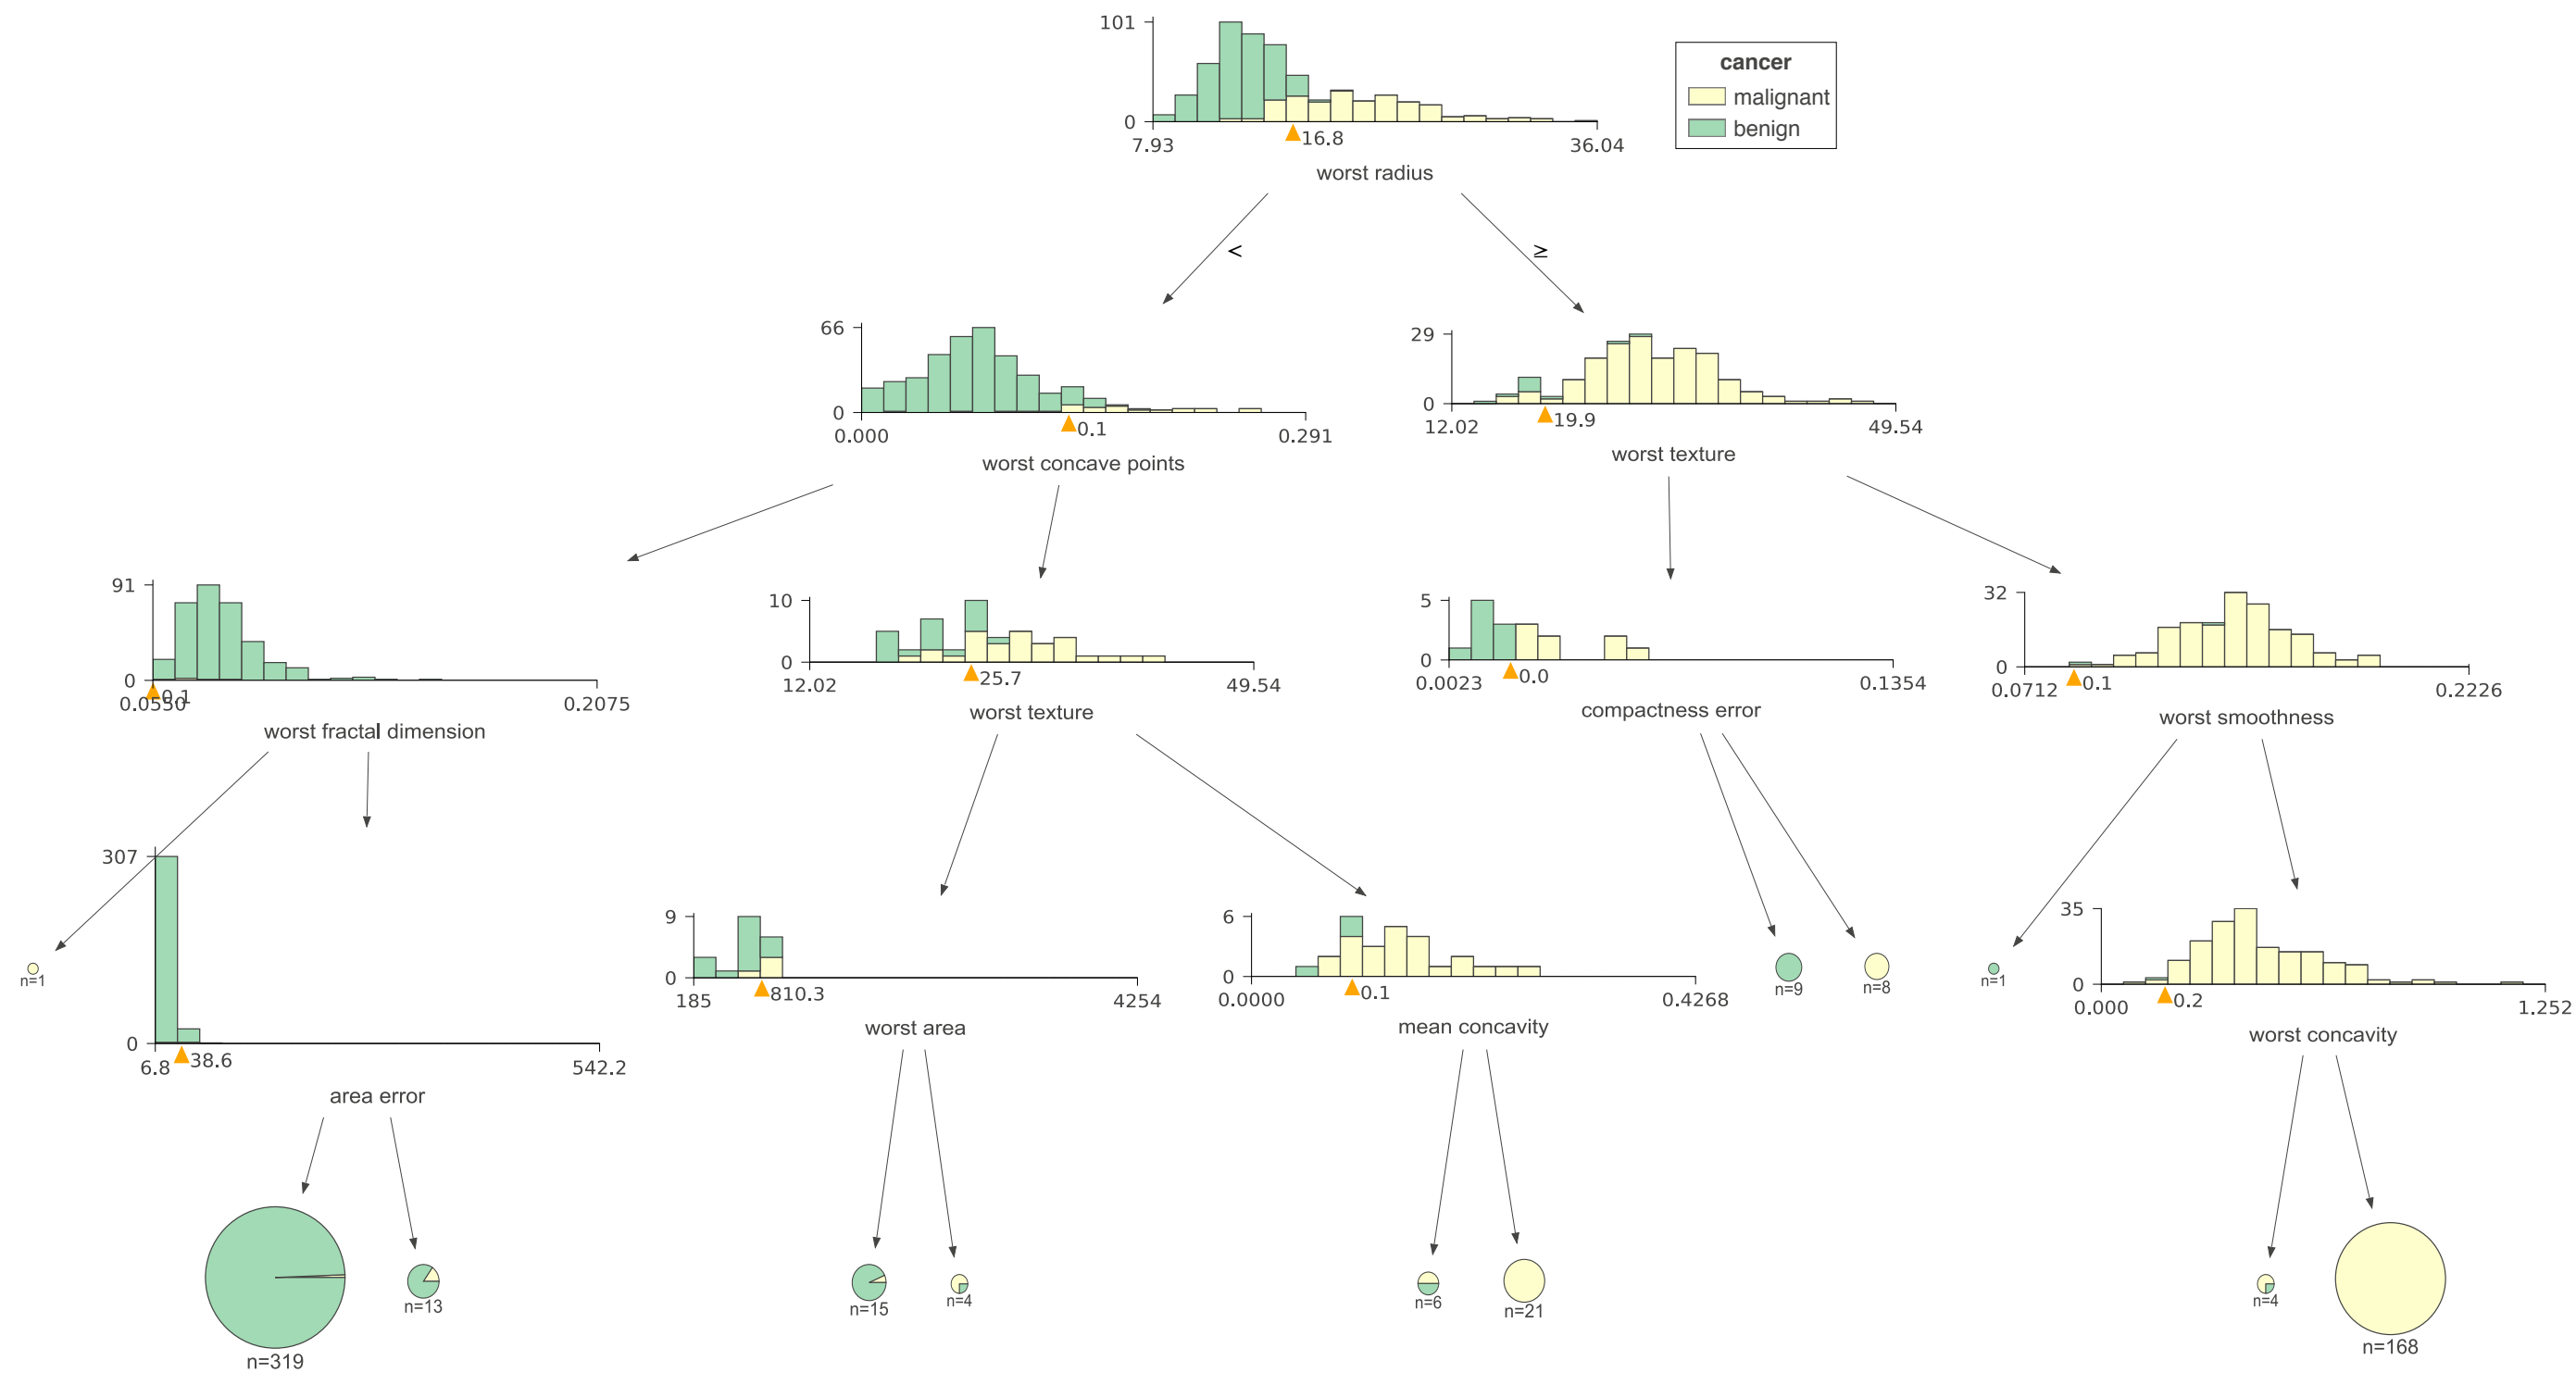 101
0
7.93
16.8
36.04
worst radius
cancer
malignant
benign
<
≥
66
0
0.000
0.1
0.291
worst concave points
29
0
12.02
19.9
49.54
worst texture
91
0
0.0550
0.1
0.2075
worst fractal dimension
10
0
12.02
25.7
49.54
worst texture
5
0
0.0023
0.0
0.1354
compactness error
32
0
0.0712
0.1
0.2226
worst smoothness
n=1
307
0
6.8
38.6
542.2
area error
9
0
185
810.3
4254
worst area
6
0
0.0000
0.1
0.4268
mean concavity
n=9
n=8
n=1
35
0
0.000
0.2
1.252
worst concavity
n=319
n=13
n=15
n=4
n=6
n=21
n=4
n=168